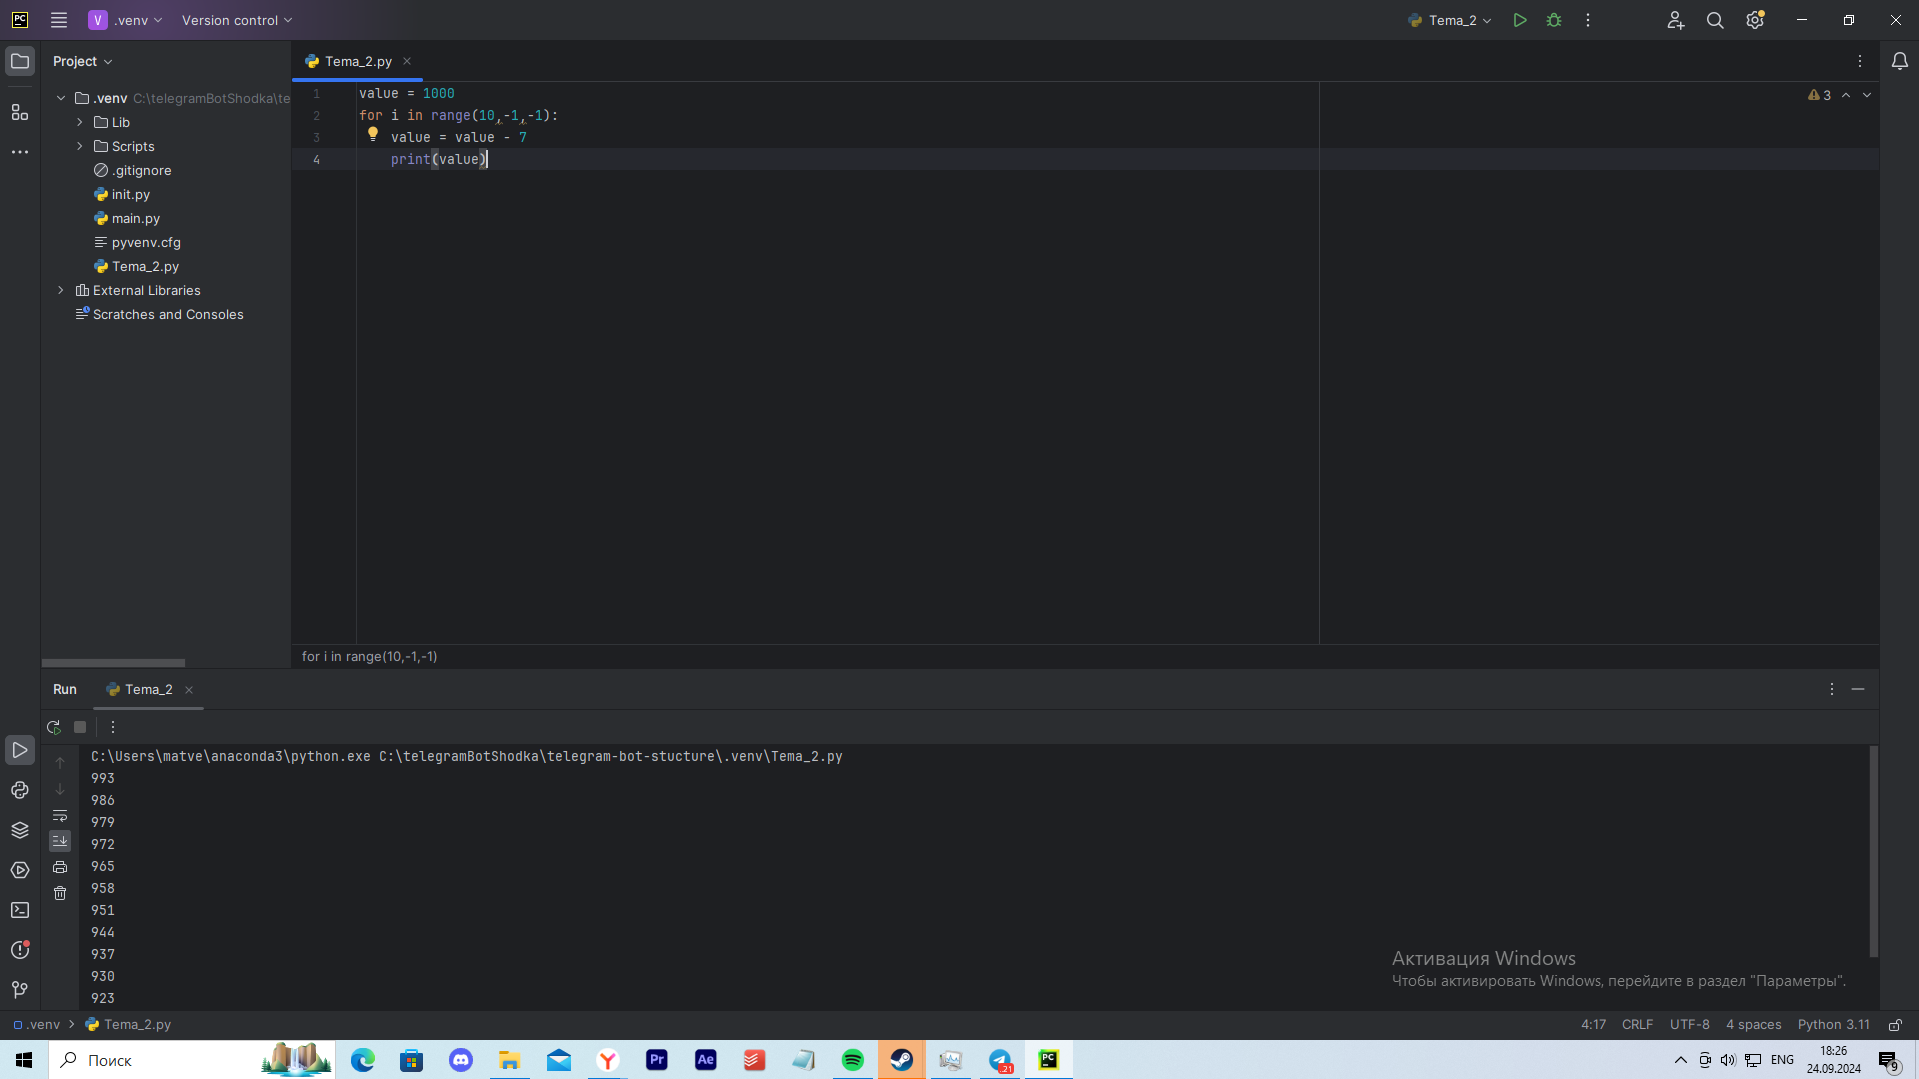 PC V .venv Version control Tema_2
Project
Tema_2.py
.venv C:\telegramBotShodka\te
Lib
Scripts
.gitignore
init.py
main.py
pyvenv.cfg
Tema_2.py
External Libraries
Scratches and Consoles
1 value = 1000
2 for i in range(10,-1,-1):
3 value = value - 7
4 print(value)
3
for i in range(10,-1,-1)
Run Tema_2
C:\Users\matve\anaconda3\python.exe C:\telegramBotShodka\telegram-bot-stucture\.venv\Tema_2.py
993
986
979
972
965
958
951
944
937
930
923
Активация Windows
Чтобы активировать Windows, перейдите в раздел "Параметры".
.venv Tema_2.py 4:17 CRLF UTF-8 4 spaces Python 3.11
Поиск Y Pr Ae 21 PC ENG 18:26 9
24.09.2024